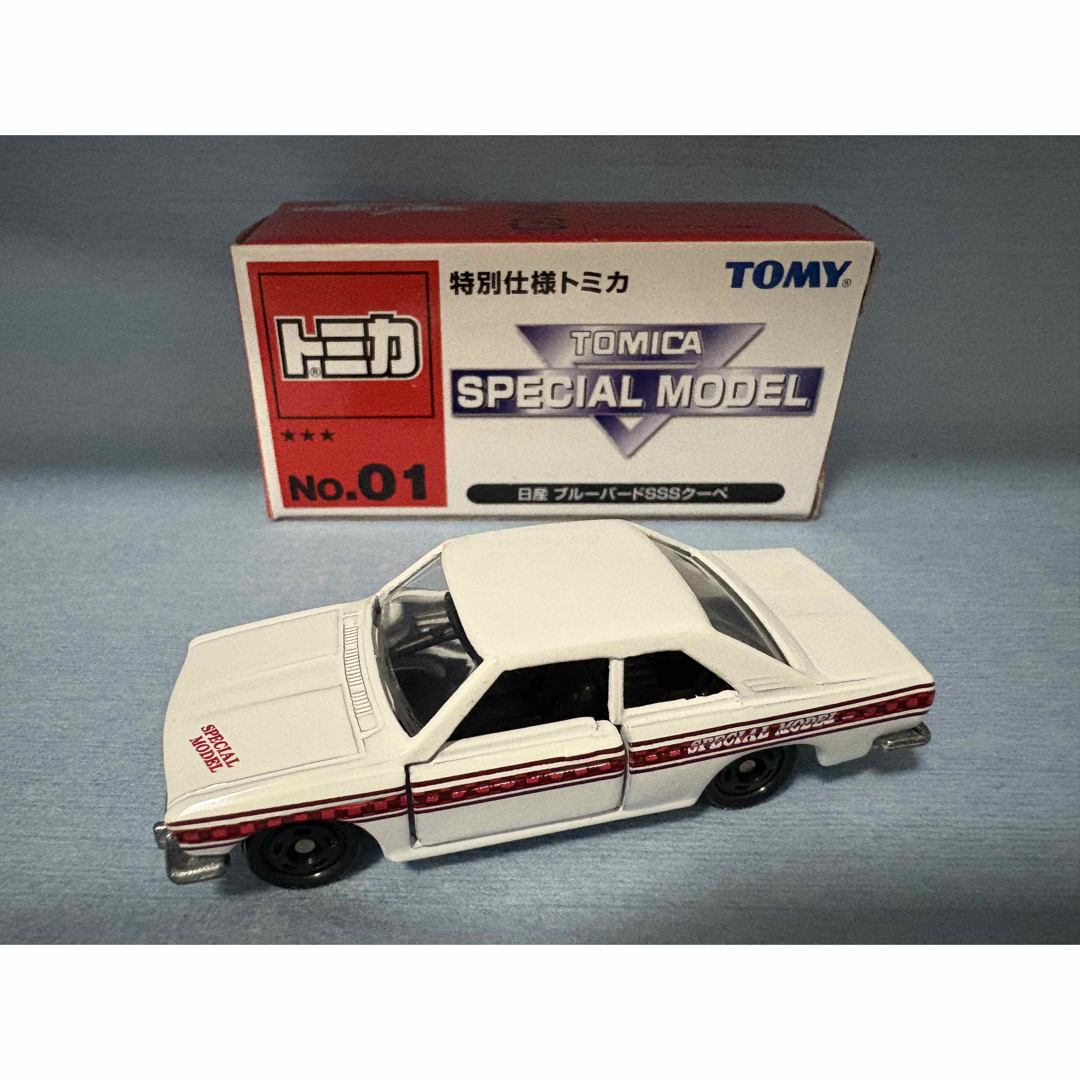 特別仕様トミカ
TOMY®
トミカ®
TOMICA
SPECIAL MODEL
★★★
No.01
日産 ブルーバードSSSクーペ
SPECIAL MODEL
SPECIAL
MODEL